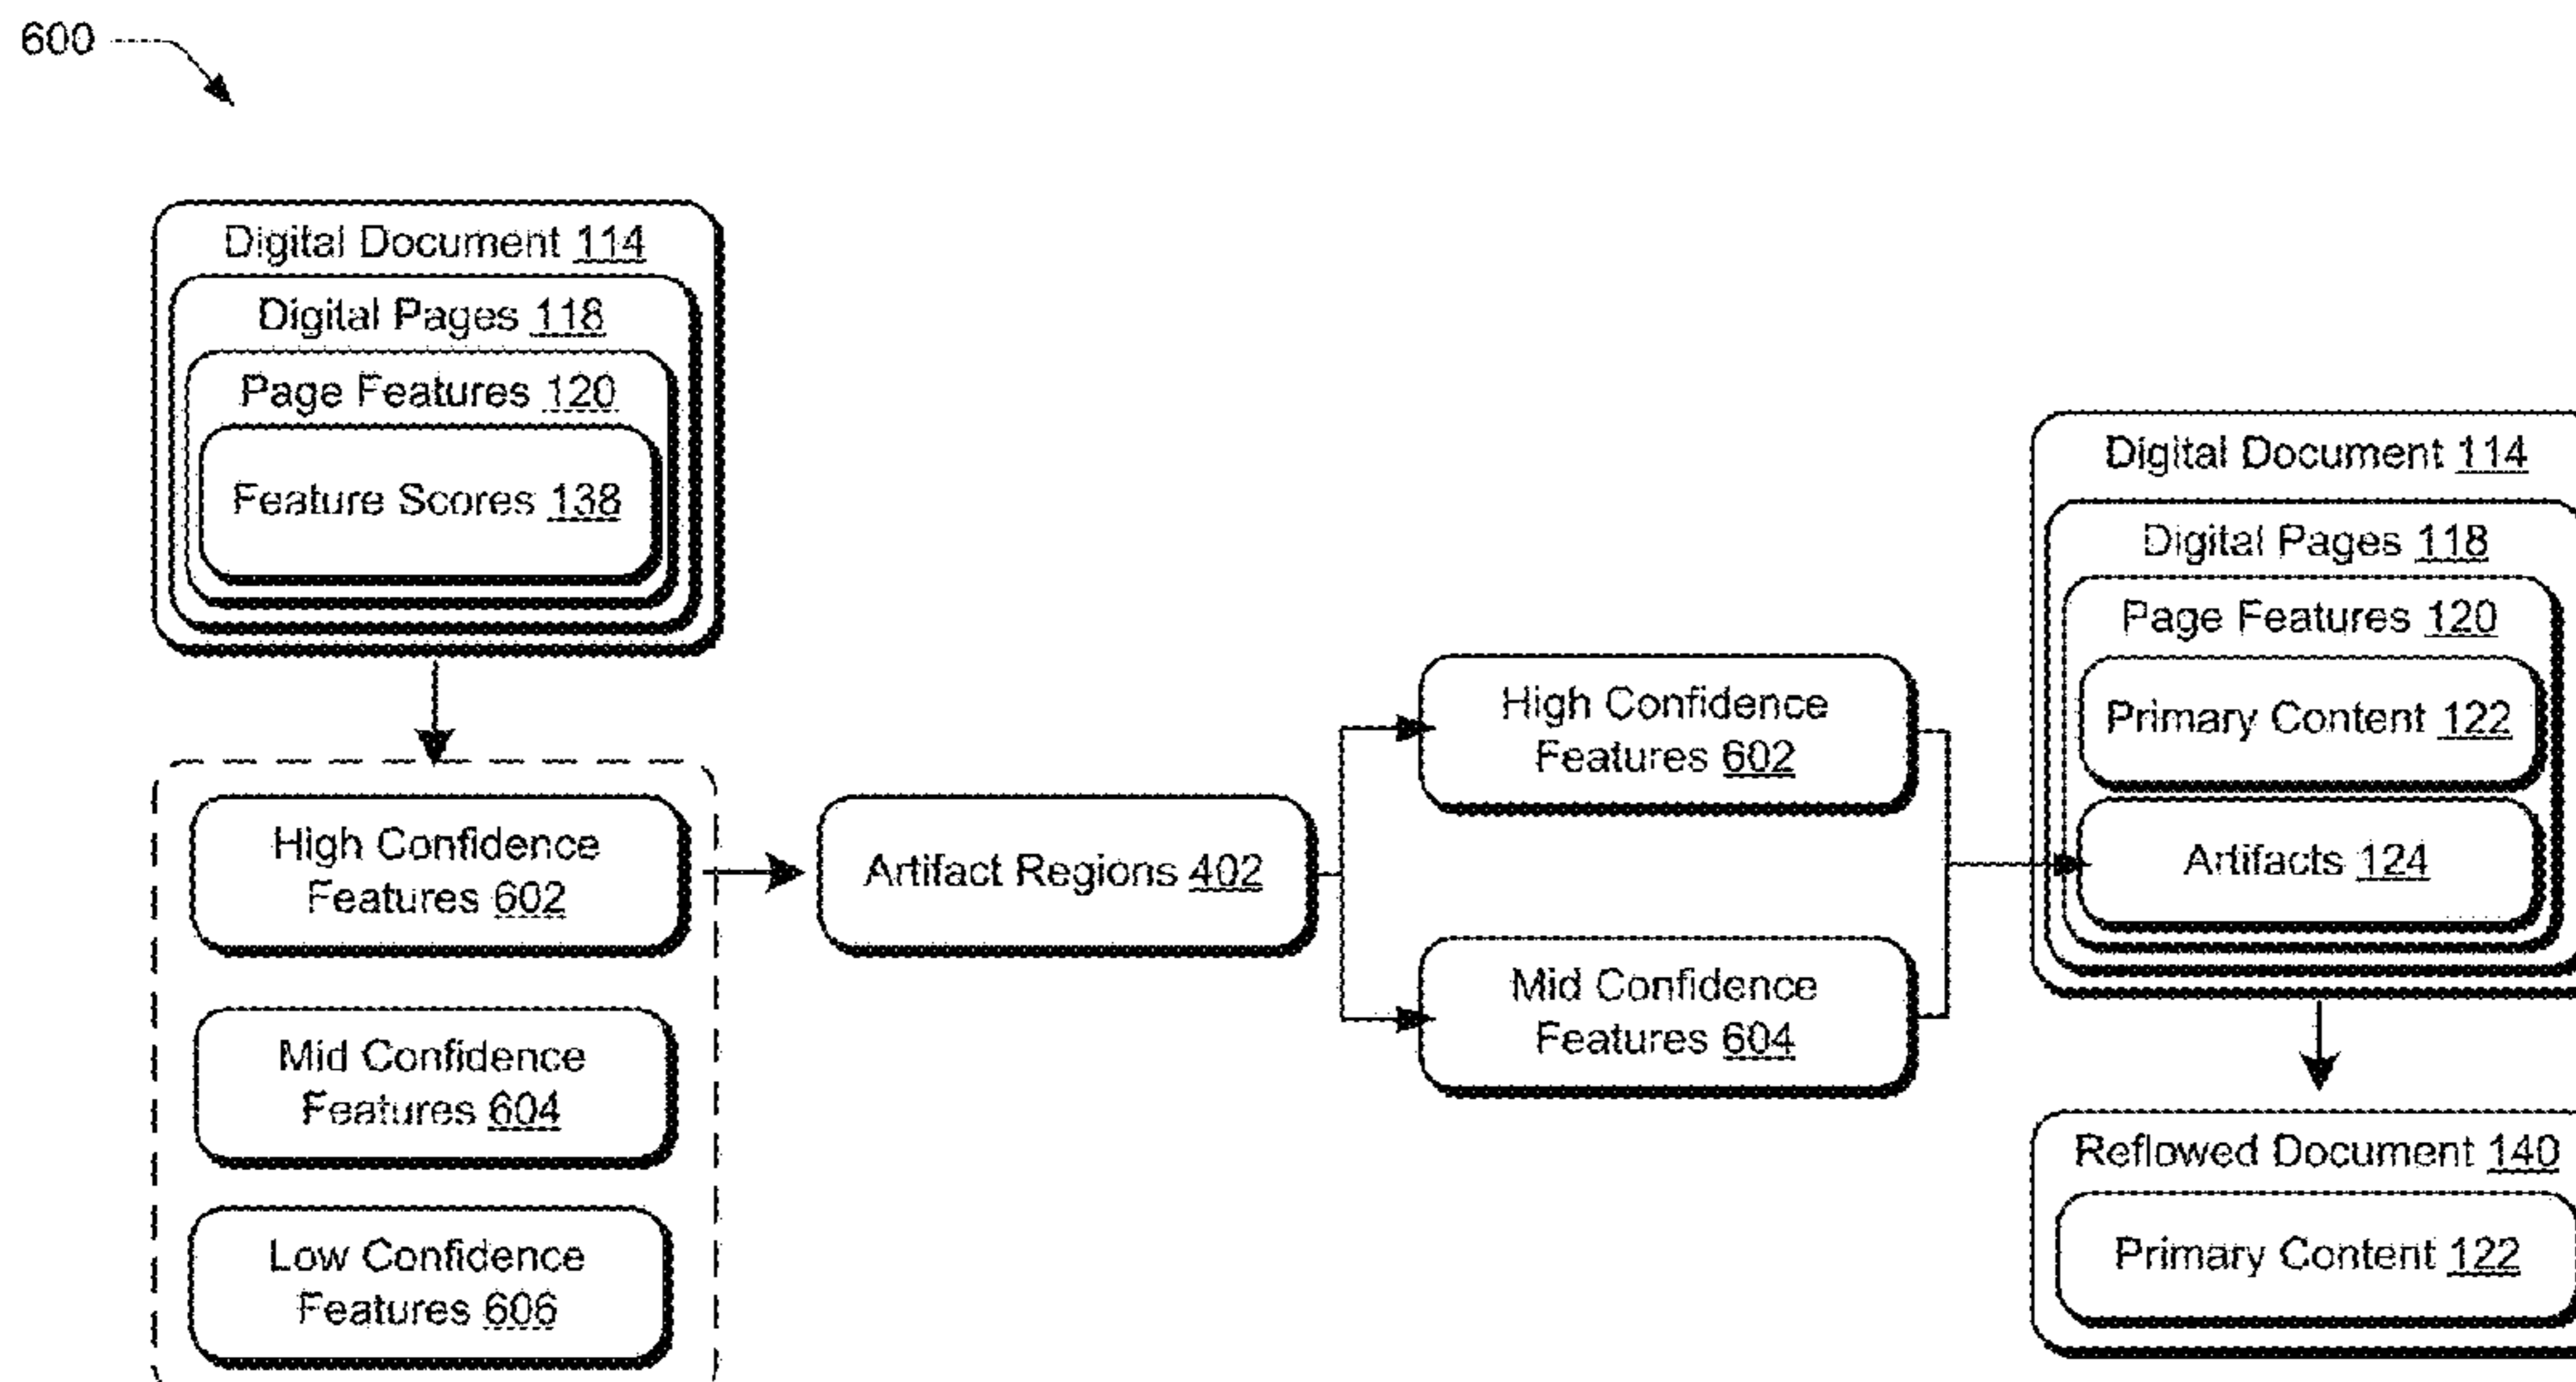 600
Digital Document 114
Digital Pages 118
Page Features 120
Feature Scores 138
High Confidence
Features 602
Mid Confidence
Features 604
Low Confidence
Features 606
Artifact Regions 402
High Confidence
Features 602
Mid Confidence
Features 604
Digital Document 114
Digital Pages 118
Page Features 120
Primary Content 122
Artifacts 124
Reflowed Document 140
Primary Content 122